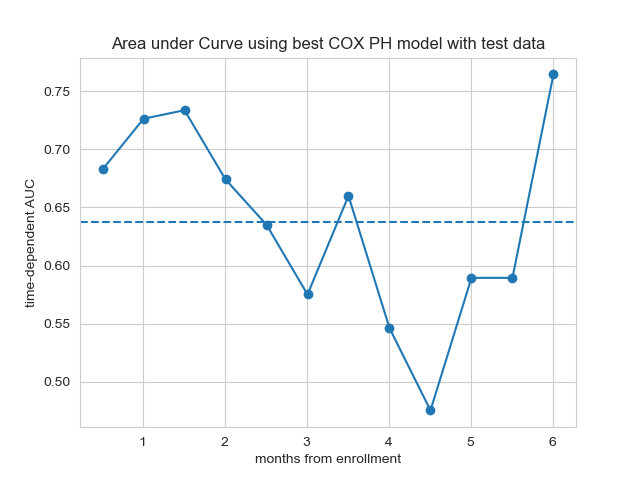 Area under Curve using best COX PH model with test data
time-dependent AUC
0.75
0.70
0.65
0.60
0.55
0.50
1 2 3 4 5 6
months from enrollment